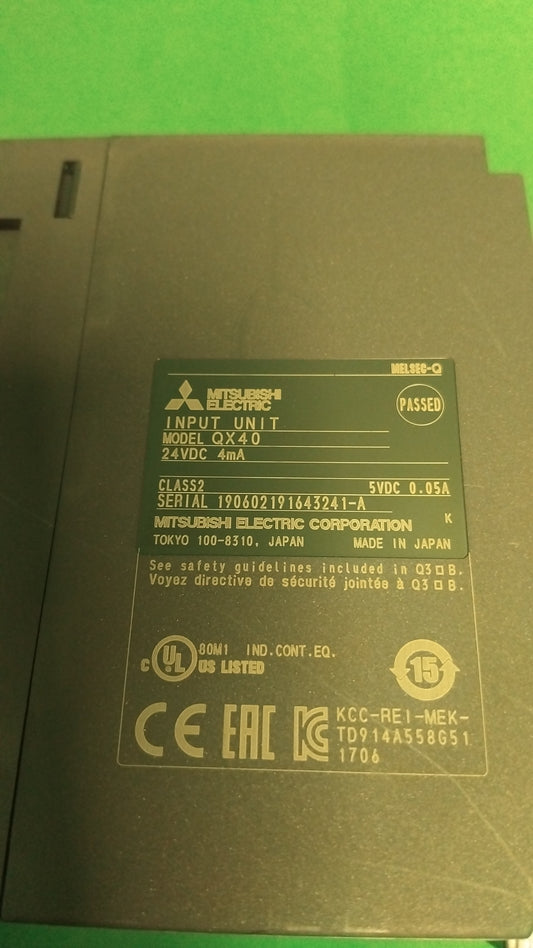 MELSEC-Q
MITSUBISHI
ELECTRIC
PASSED
INPUT UNIT
MODEL QX40
24VDC 4mA
CLASS2 5VDC 0.05A
SERIAL 190602191643241-A
MITSUBISHI ELECTRIC CORPORATION K
TOKYO 100-8310, JAPAN MADE IN JAPAN
See safety guidelines included in Q3□B.
Voyez directive de sécurité jointée à Q3□B.
C UL US LISTED
80M1 IND.CONT.EQ.
15
CE EAC KC
KCC-REI-MEK-
TD914A558G51
1706